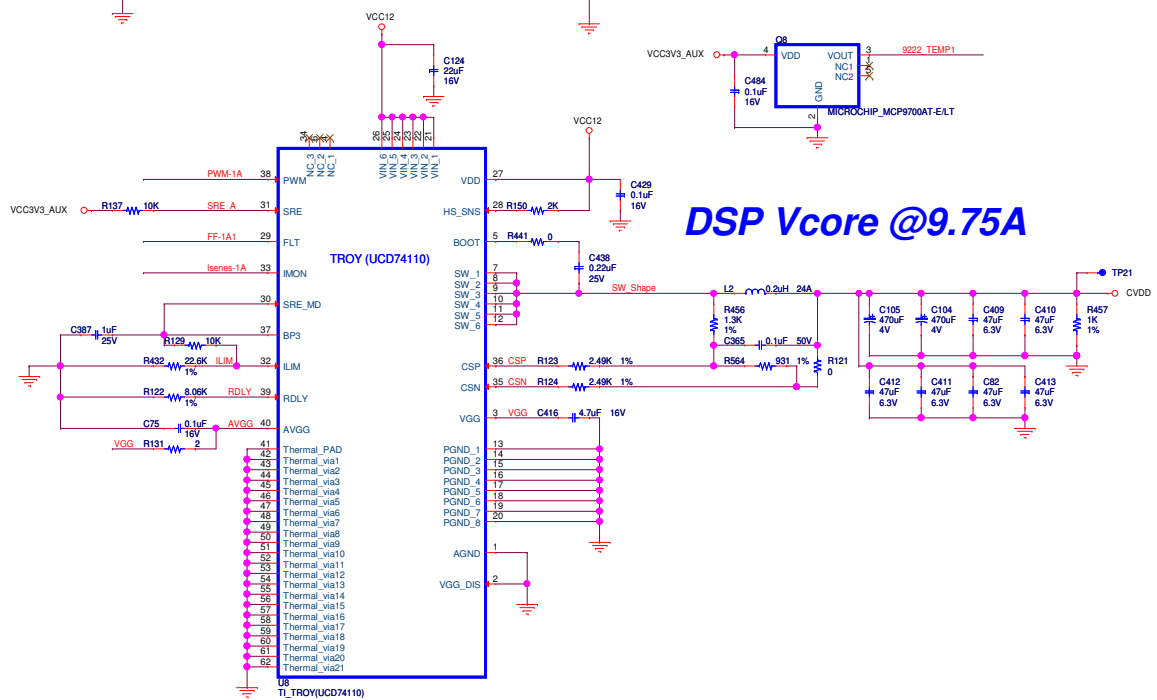 VCC12
C124
22uF
16V
VCC3V3_AUX
Q8
4
VDD
VOUT
3
9222_TEMP1
NC1
NC2
GND
2
C484
0.1uF
16V
MICROCHIP_MCP9700AT-E/LT
NC_3
NC_2
NC_1
26
25
24
23
22
21
VIN_6
VIN_5
VIN_4
VIN_3
VIN_2
VIN_1
VCC12
PWM-1A
38
PWM
VDD
27
C429
0.1uF
16V
VCC3V3_AUX
R137
10K
SRE_A
31
SRE
HS_SNS
28
R150
2K
DSP Vcore @9.75A
FF-1A1
29
FLT
BOOT
5
R441
0
TROY (UCD74110)
C438
0.22uF
25V
Isenes-1A
33
IMON
SW_1
7
SW_2
8
SW_3
9
SW_4
10
SW_5
11
SW_6
12
SW_Shape
L2
0.2uH
24A
TP21
CVDD
30
SRE_MD
R456
1.3K
1%
C105
470uF
4V
C104
470uF
4V
C409
47uF
6.3V
C410
47uF
6.3V
R457
1K
1%
C387
1uF
25V
37
BP3
R129
10K
C365
0.1uF
50V
R432
22.6K
1%
ILIM
32
ILIM
CSP
36
CSP
R123
2.49K
1%
R564
931
1%
R121
0
CSN
35
CSN
R124
2.49K
1%
R122
8.06K
1%
RDLY
39
RDLY
C412
47uF
6.3V
C411
47uF
6.3V
C82
47uF
6.3V
C413
47uF
6.3V
C75
0.1uF
16V
AVGG
40
AVGG
VGG
3
VGG
C416
4.7uF
16V
VGG
R131
2
41
Thermal_PAD
42
Thermal_via1
43
Thermal_via2
44
Thermal_via3
45
Thermal_via4
46
Thermal_via5
47
Thermal_via6
48
Thermal_via7
49
Thermal_via8
50
Thermal_via9
51
Thermal_via10
52
Thermal_via11
53
Thermal_via12
54
Thermal_via13
55
Thermal_via14
56
Thermal_via15
57
Thermal_via16
58
Thermal_via17
59
Thermal_via18
60
Thermal_via19
61
Thermal_via20
62
Thermal_via21
PGND_1
13
PGND_2
14
PGND_3
15
PGND_4
16
PGND_5
17
PGND_6
18
PGND_7
19
PGND_8
20
AGND
1
VGG_DIS
2
U8
TI_TROY(UCD74110)